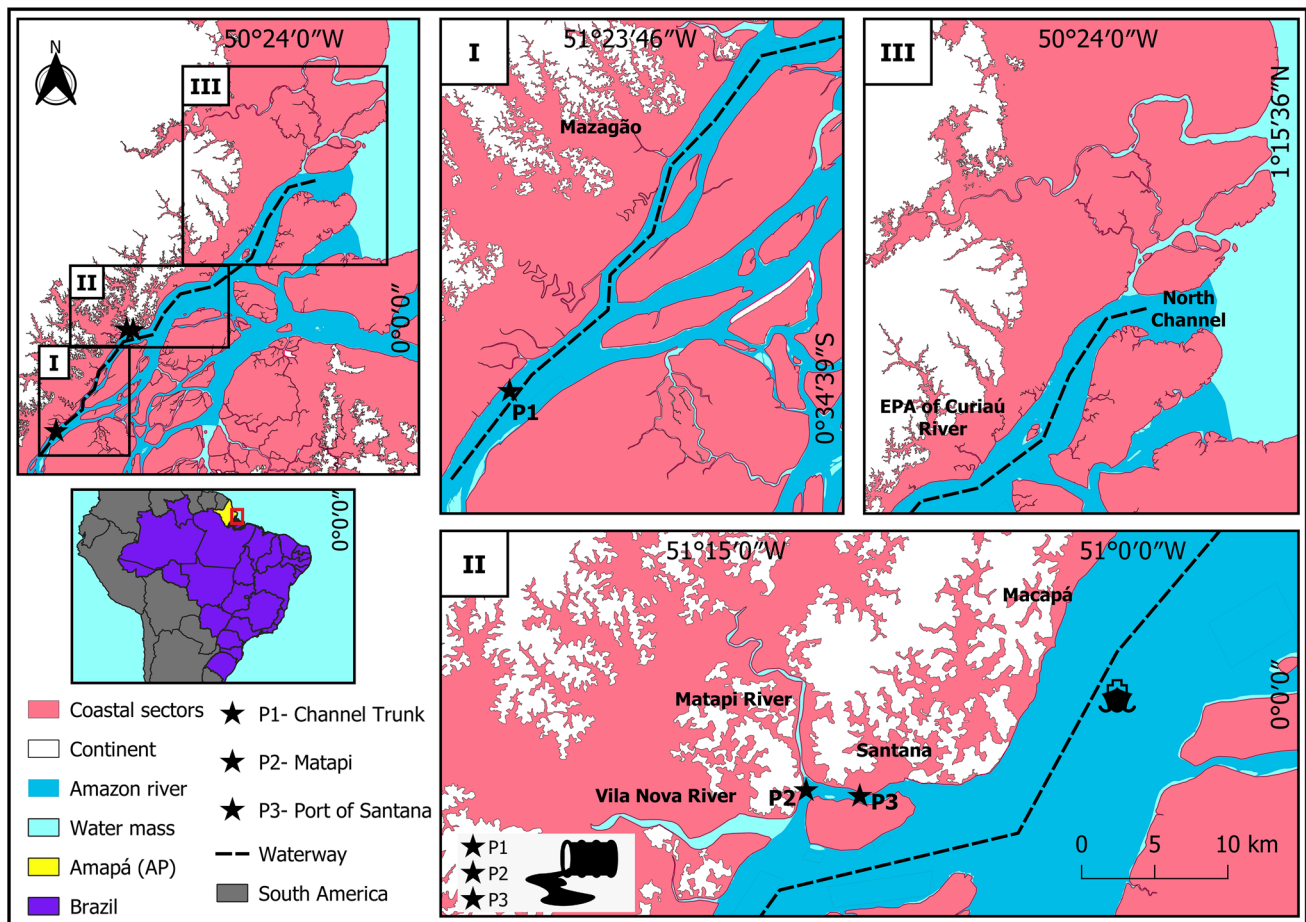 N
50°24′0″W
III
II
I
0°0′0″
I
51°23′46″W
Mazagão
P1
0°34′39″S
III
50°24′0″W
1°15′36″N
North
Channel
EPA of Curiaú
River
0°0′0″
II
51°15′0″W
51°0′0″W
Macapá
Matapi River
Santana
Vila Nova River
P2
P3
0°0′0″
P1
P2
P3
0 5 10 km
Coastal sectors
Continent
Amazon river
Water mass
Amapá (AP)
Brazil
P1- Channel Trunk
P2- Matapi
P3- Port of Santana
Waterway
South America